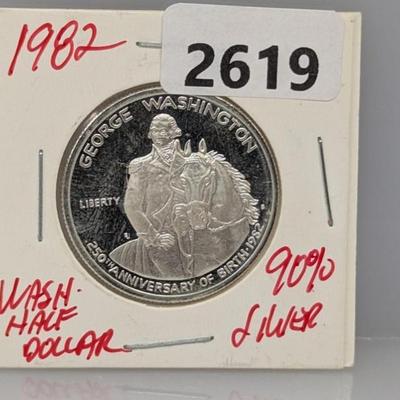 1982
2619
GEORGE WASHINGTON
LIBERTY
250TH ANNIVERSARY OF BIRTH·1982
WASH.
HALF
DOLLAR
90%
SILVER